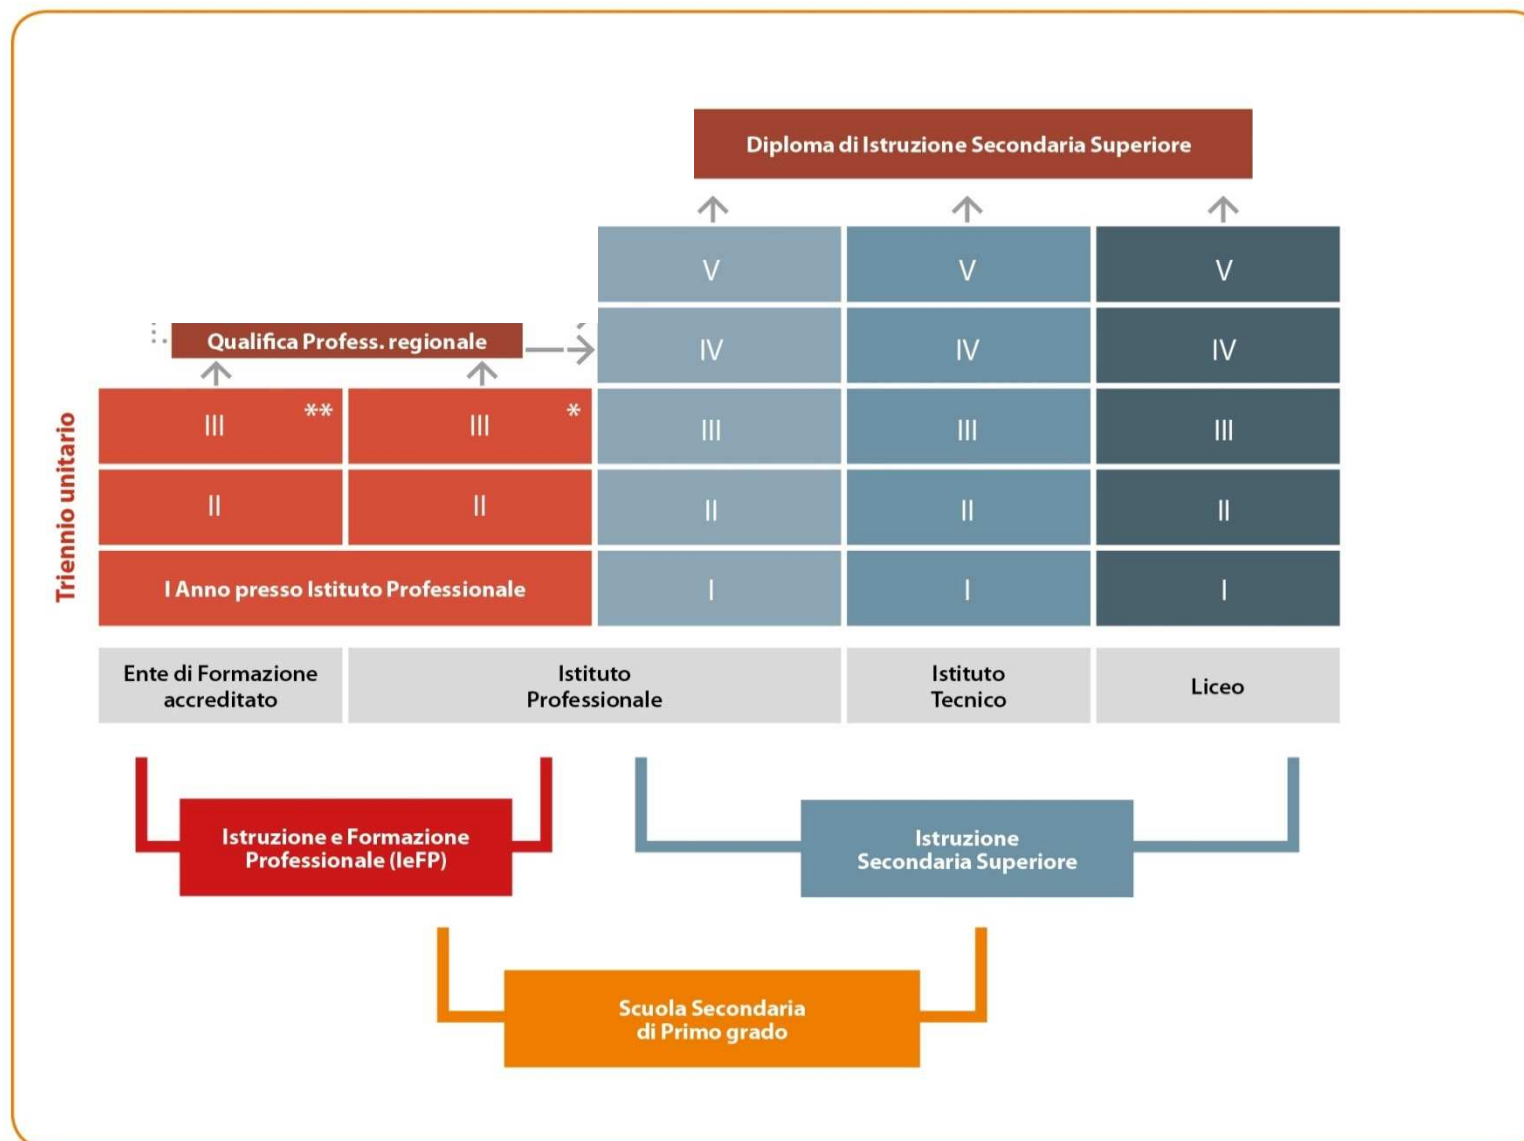 Diploma di Istruzione Secondaria Superiore
V
V
V
Qualifica Profess. regionale
IV
IV
IV
Triennio unitario
III
**
III
*
III
III
III
II
II
II
II
II
I Anno presso Istituto Professionale
I
I
I
Ente di Formazione
accreditato
Istituto
Professionale
Istituto
Tecnico
Liceo
Istruzione e Formazione
Professionale (IeFP)
Istruzione
Secondaria Superiore
Scuola Secondaria
di Primo grado